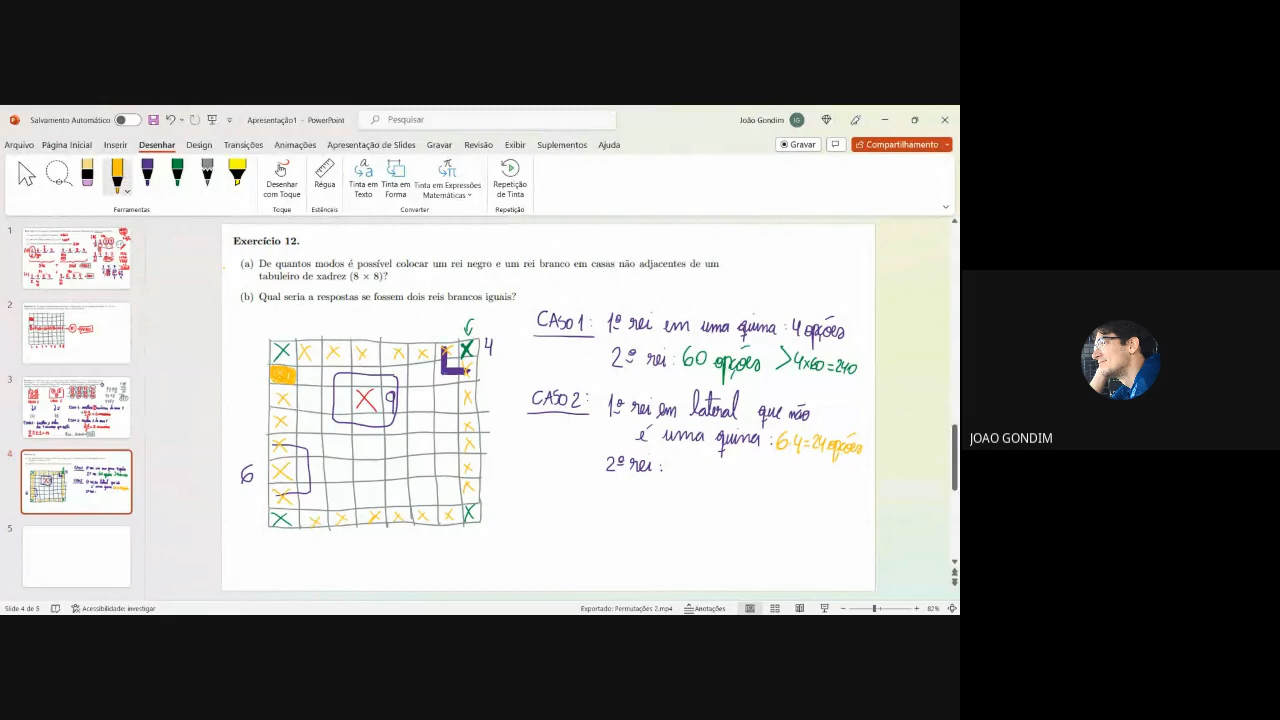 Salvamento Automático
Apresentação1 - PowerPoint
Pesquisar
João Gondim
JG
Arquivo Página Inicial Inserir Desenhar Design Transições Animações Apresentação de Slides Gravar Revisão Exibir Suplementos Ajuda
Gravar
Compartilhamento
Desenhar com Toque
Régua
Tinta em Texto
Tinta em Forma
Tinta em Expressões Matemáticas
Repetição de Tinta
Ferramentas
Toque
Estênceis
Converter
Repetição
1
2
3
4
5
Exercício 12.
(a) De quantos modos é possível colocar um rei negro e um rei branco em casas não adjacentes de um
tabuleiro de xadrez (8 × 8)?
(b) Qual seria a respostas se fossem dois reis brancos iguais?
CASO 1: 1º rei em uma quina: 4 opções
2º rei: 60 opções > 4x60=240
CASO 2: 1º rei em lateral que não
é uma quina: 6.4=24 opções
2º rei:
4
9
6
JOAO GONDIM
Slide 4 de 5
Acessibilidade: investigar
Exportado: Permutações 2.mp4
Anotações
82%